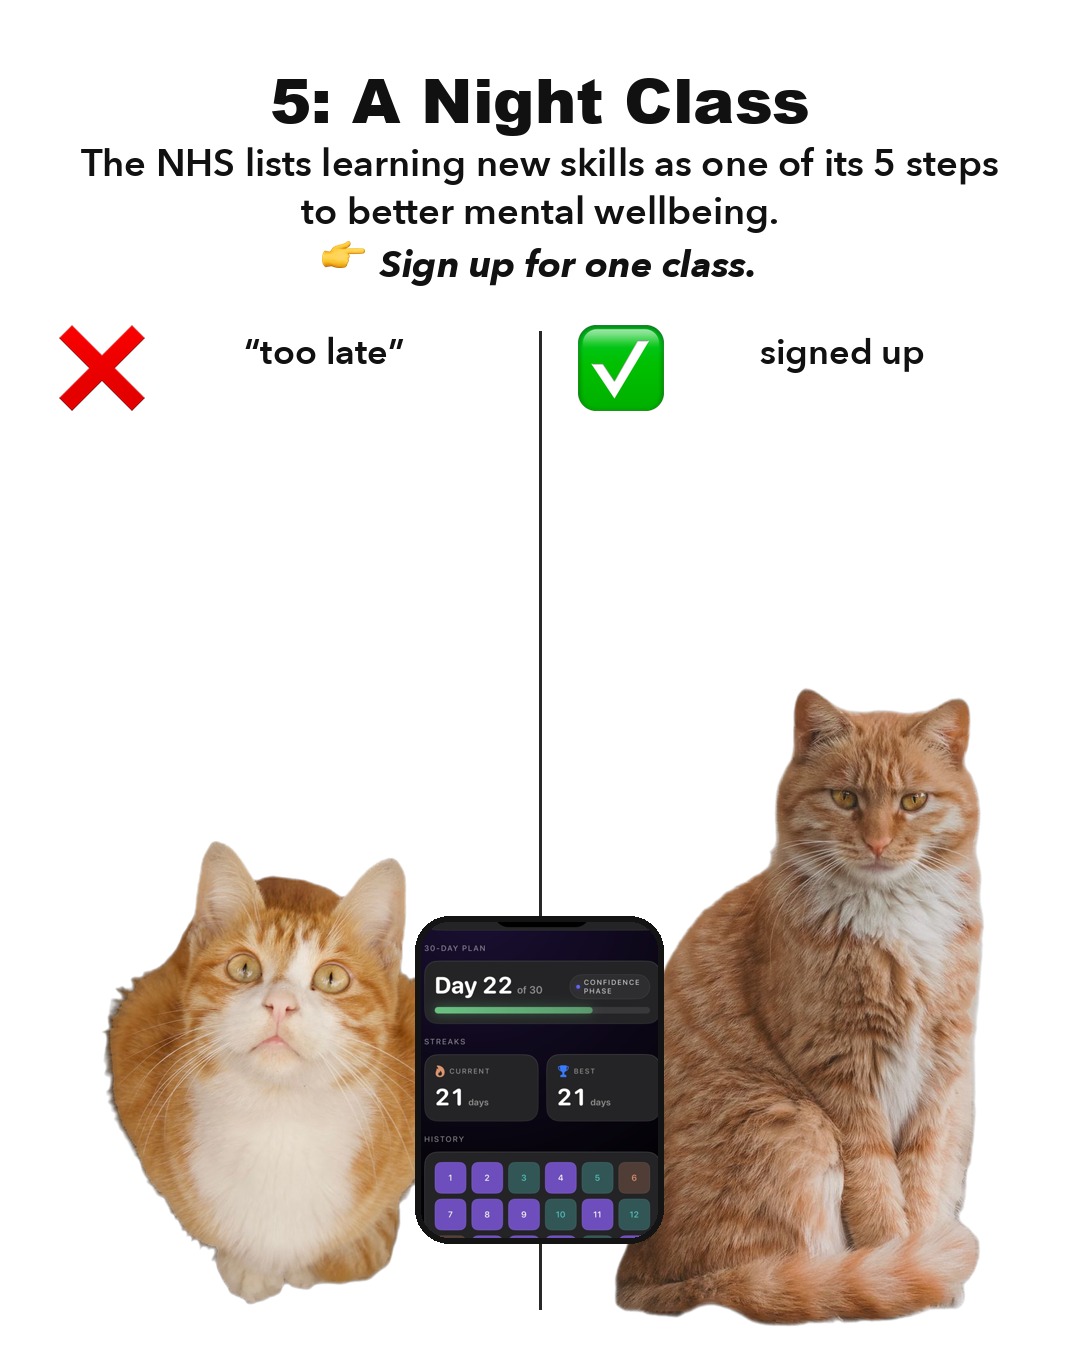 5: A Night Class
The NHS lists learning new skills as one of its 5 steps
to better mental wellbeing.
👉 Sign up for one class.
❌ “too late”
✅ signed up
30-DAY PLAN
Day 22 of 30
CONFIDENCE
PHASE
STREAKS
CURRENT
21 days
BEST
21 days
HISTORY
1 2 3 4 5 6
7 8 9 10 11 12